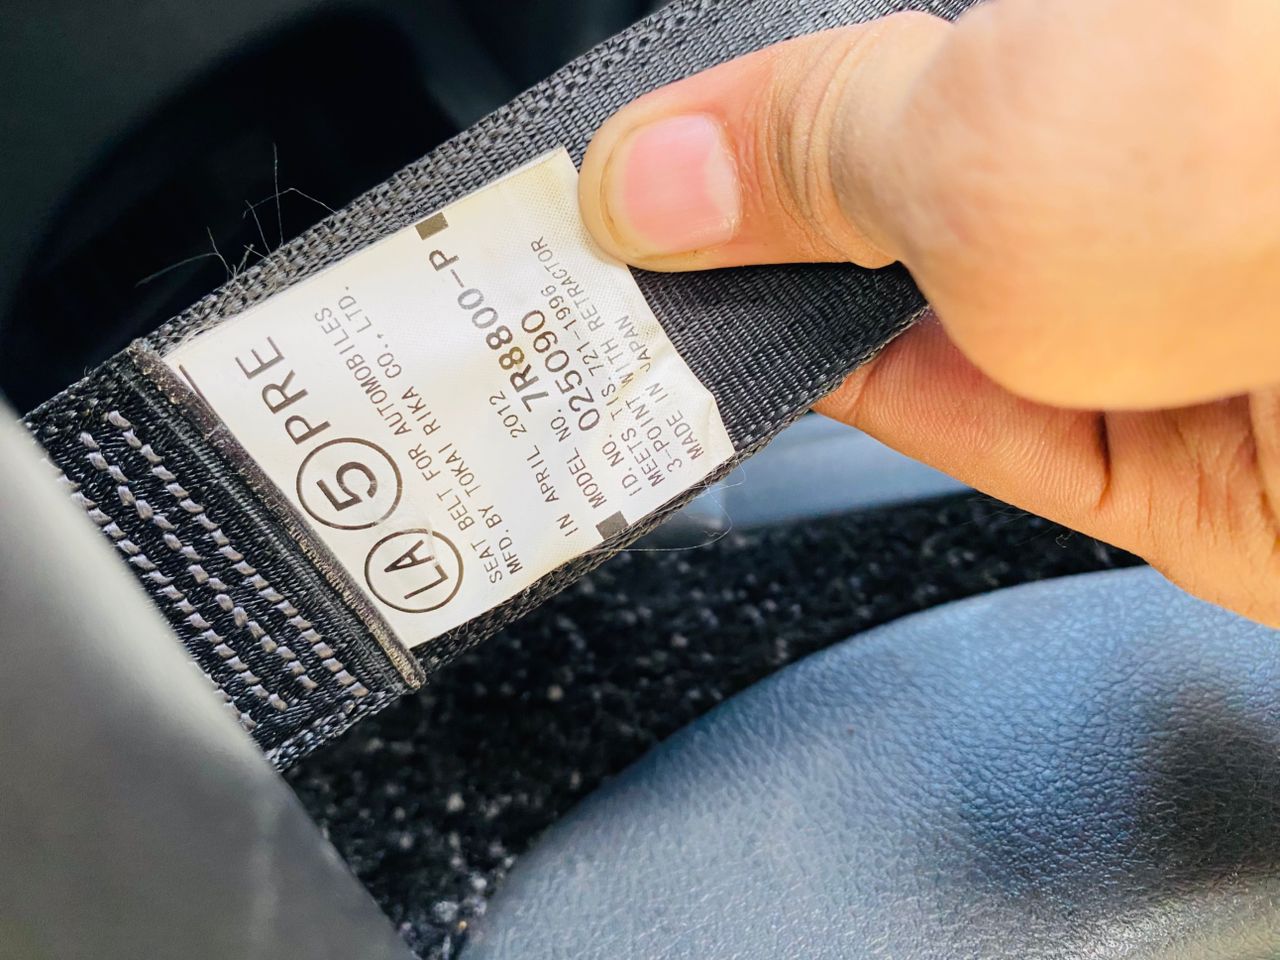 LA 5 PRE
SEAT BELT FOR AUTOMOBILES
MFD. BY TOKAI RIKA CO., LTD.
IN APRIL 2012
MODEL NO. 7R8800-P
ID. NO. 025090
MEETS TIS. 721-1996
3-POINT WITH RETRACTOR
MADE IN JAPAN